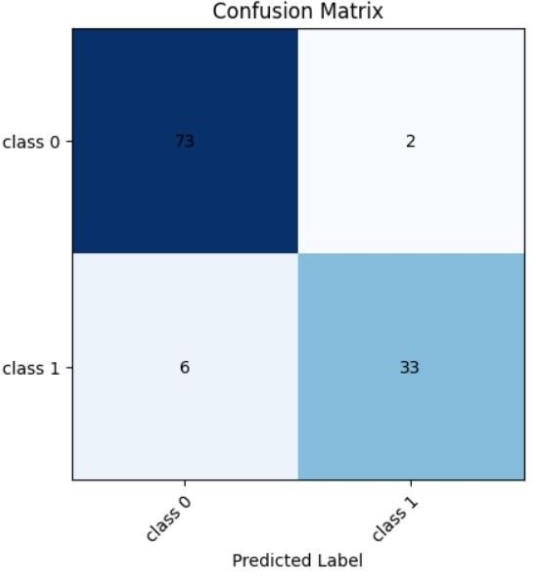 Confusion Matrix
class 0
73
2
class 1
6
33
class 0
class 1
Predicted Label